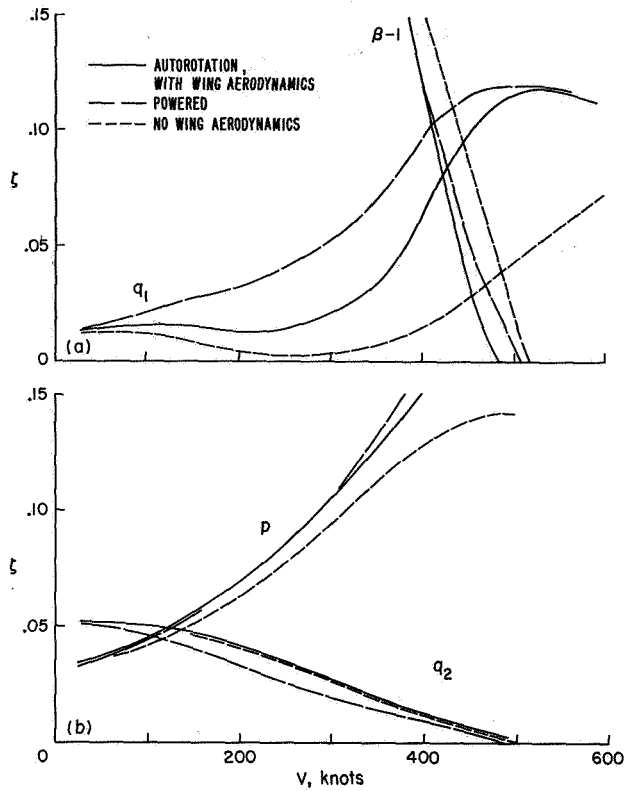 .15
β-1
AUTOROTATION,
WITH WING AERODYNAMICS
POWERED
NO WING AERODYNAMICS
.10
ζ
.05
q₁
0
(a)
.15
.10
p
ζ
.05
q₂
(b)
0 200 400 600
V, knots